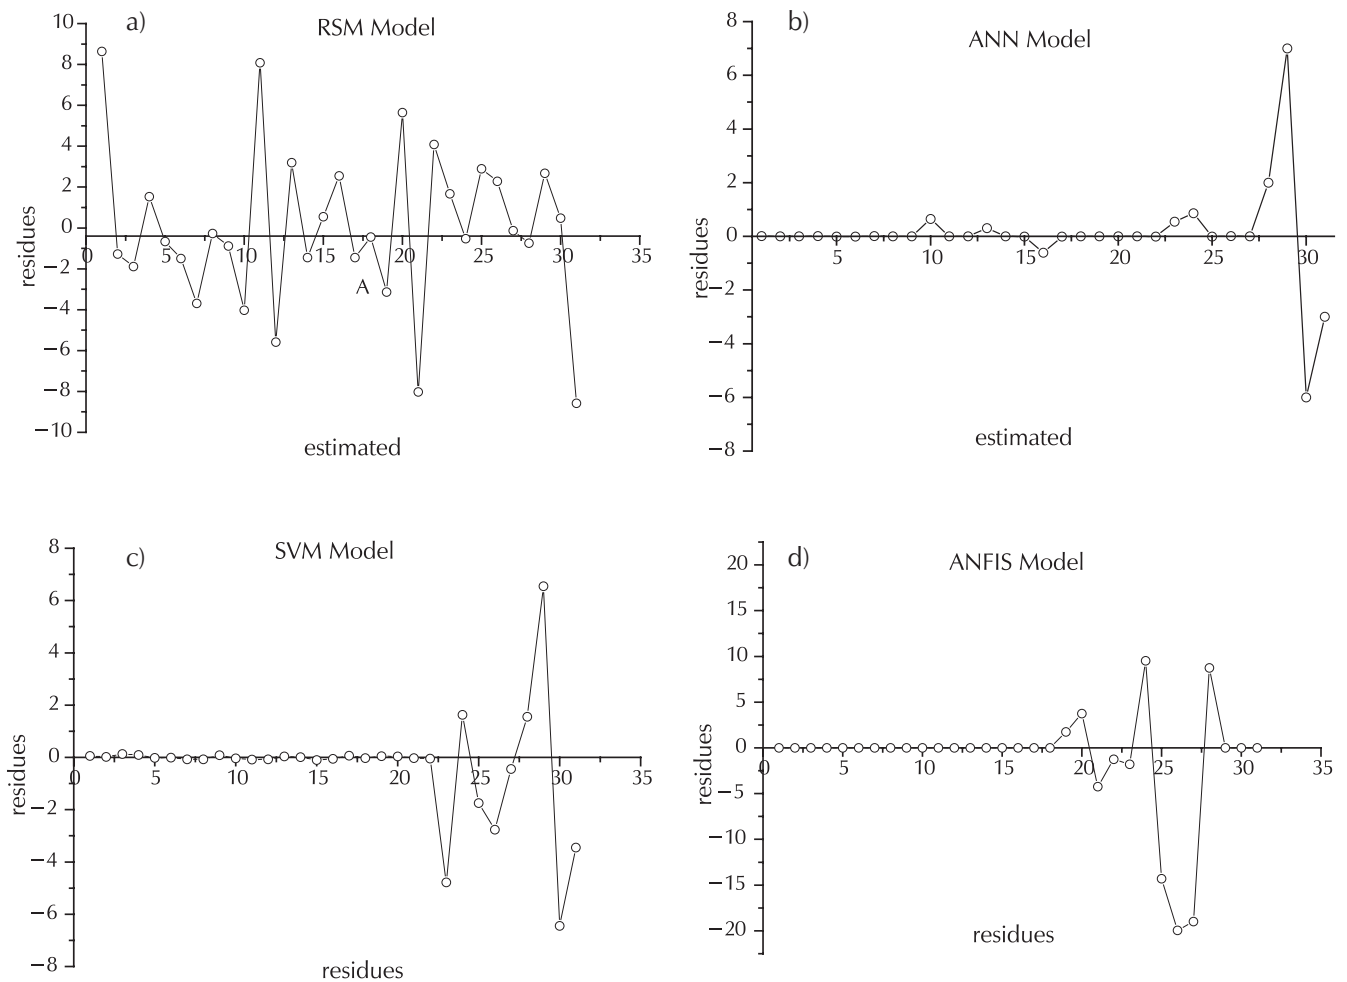 a)
RSM Model
10
8
6
4
2
0
−2
−4
−6
−8
−10
0 5 10 15 20 25 30 35
A
residues
estimated
b)
ANN Model
8
6
4
2
0
−2
−4
−6
−8
5 10 15 20 25 30
residues
estimated
c)
SVM Model
8
6
4
2
0
−2
−4
−6
−8
0 5 10 15 20 25 30 35
residues
residues
d)
ANFIS Model
20
15
10
5
0
−5
−10
−15
−20
0 5 10 15 20 25 30 35
residues
residues